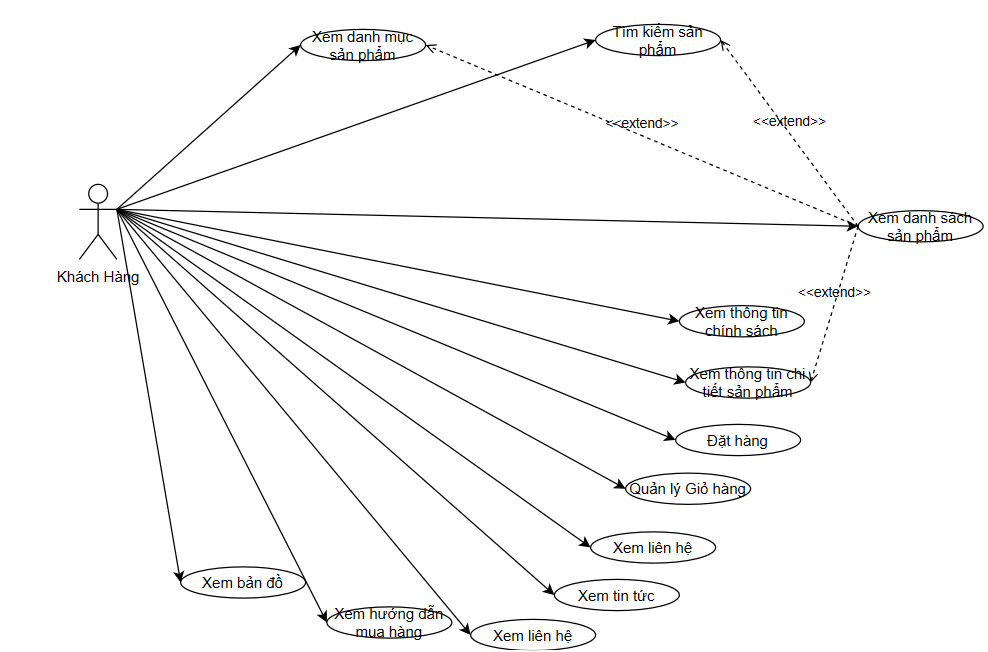 Xem danh mục
sản phẩm
Tìm kiếm sản
phẩm
<<extend>>
<<extend>>
Xem danh sách
sản phẩm
Khách Hàng
<<extend>>
Xem thông tin
chính sách
Xem thông tin chi
tiết sản phẩm
Đặt hàng
Quản lý Giỏ hàng
Xem liên hệ
Xem bản đồ
Xem tin tức
Xem hướng dẫn
mua hàng
Xem liên hệ